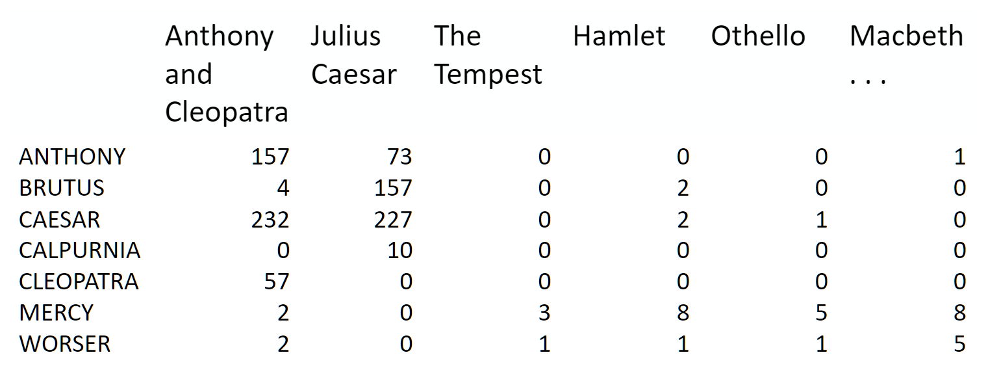 Anthony Julius The Hamlet Othello Macbeth
and Caesar Tempest . . .
Cleopatra
ANTHONY 157 73 0 0 0 1
BRUTUS 4 157 0 2 0 0
CAESAR 232 227 0 2 1 0
CALPURNIA 0 10 0 0 0 0
CLEOPATRA 57 0 0 0 0 0
MERCY 2 0 3 8 5 8
WORSER 2 0 1 1 1 5